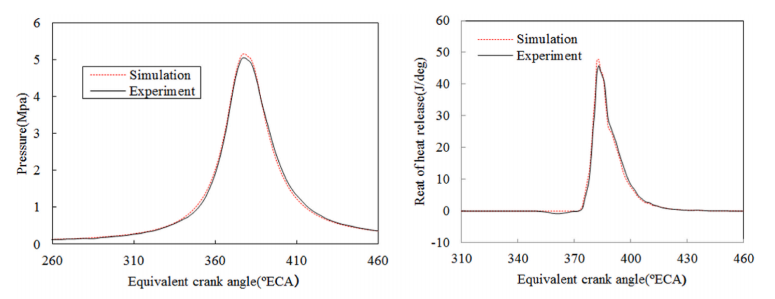 6
5
4
3
2
1
0
Pressure(Mpa)
Simulation
Experiment
260 310 360 410 460
Equivalent crank angle(ºECA)
60
50
40
30
20
10
0
-10
Reat of heat release(J/deg)
Simulation
Experiment
310 340 370 400 430 460
Equivalent crank angle(ºECA)